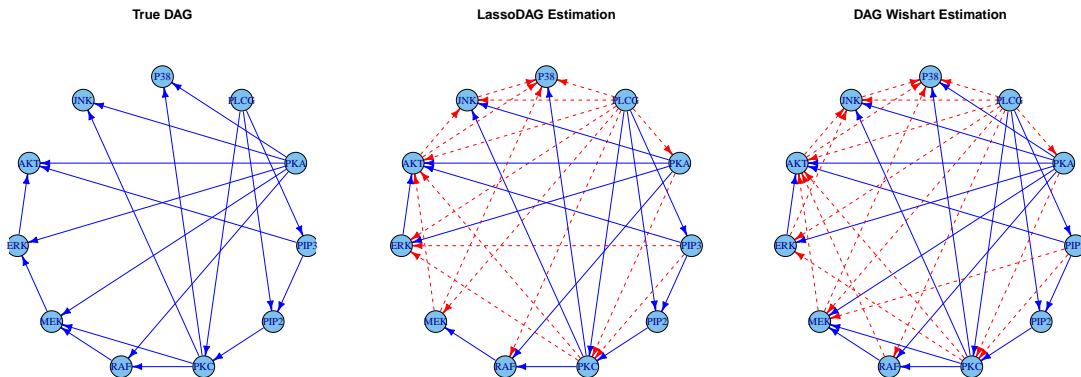 True DAG
P38
JNK
PLCG
AKT
PKA
ERK
PIP3
MEK
PIP2
RAF
PKC
LassoDAG Estimation
P38
JNK
PLCG
AKT
PKA
ERK
PIP3
MEK
PIP2
RAF
PKC
DAG Wishart Estimation
P38
JNK
PLCG
AKT
PKA
ERK
PIP
MEK
PIP2
RAF
PKC